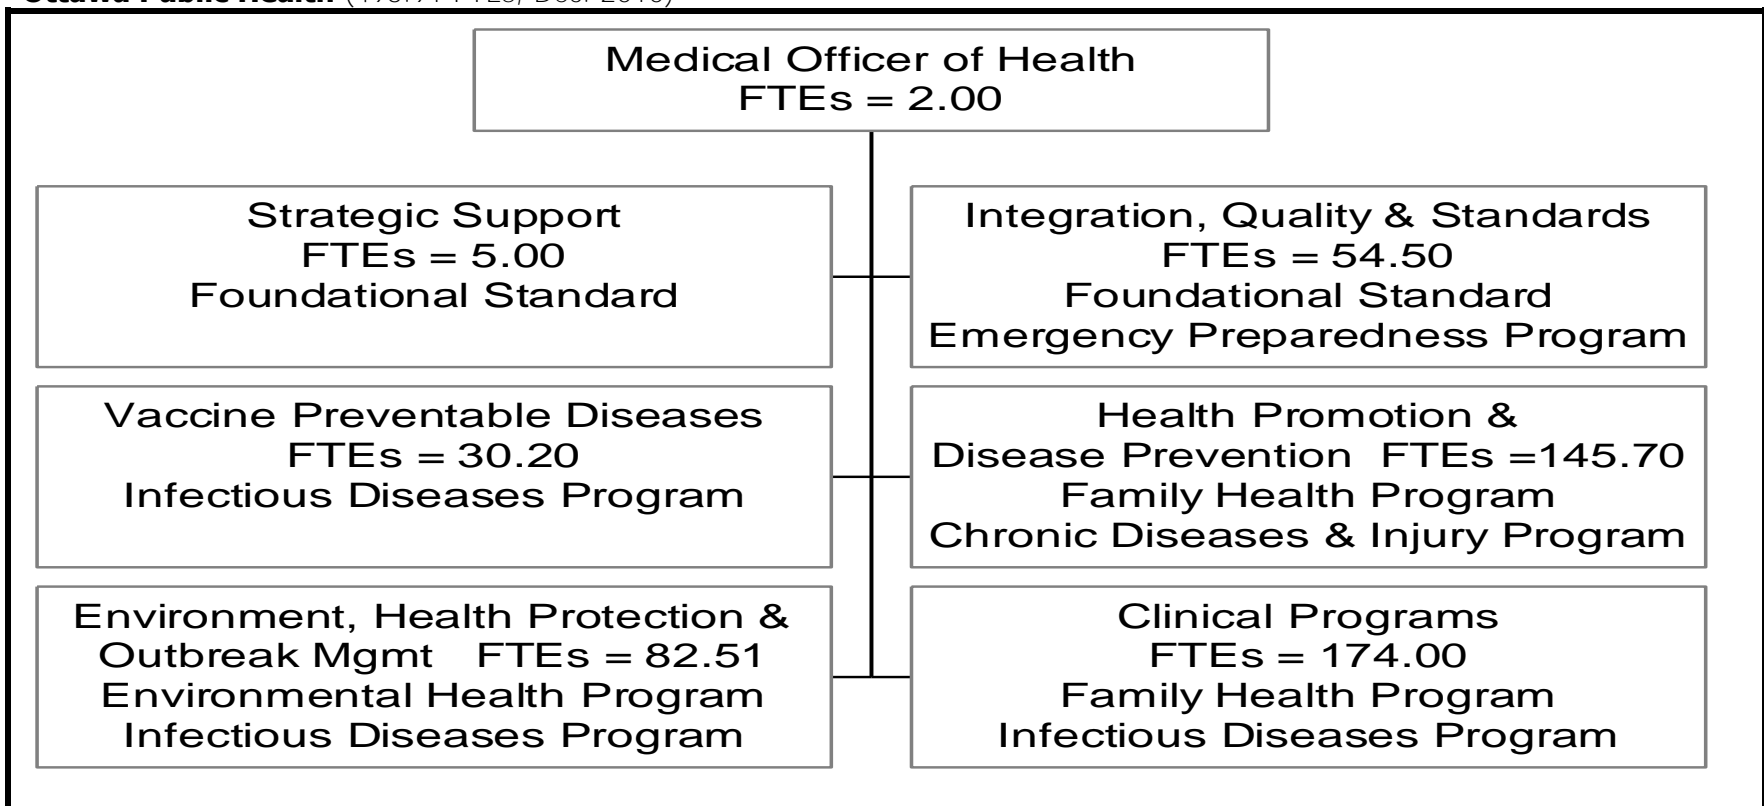 Ottawa Public Health
Medical Officer of Health
FTEs = 2.00
Strategic Support
FTEs = 5.00
Foundational Standard
Integration, Quality & Standards
FTEs = 54.50
Foundational Standard
Emergency Preparedness Program
Vaccine Preventable Diseases
FTEs = 30.20
Infectious Diseases Program
Health Promotion &
Disease Prevention FTEs =145.70
Family Health Program
Chronic Diseases & Injury Program
Environment, Health Protection &
Outbreak Mgmt FTEs = 82.51
Environmental Health Program
Infectious Diseases Program
Clinical Programs
FTEs = 174.00
Family Health Program
Infectious Diseases Program